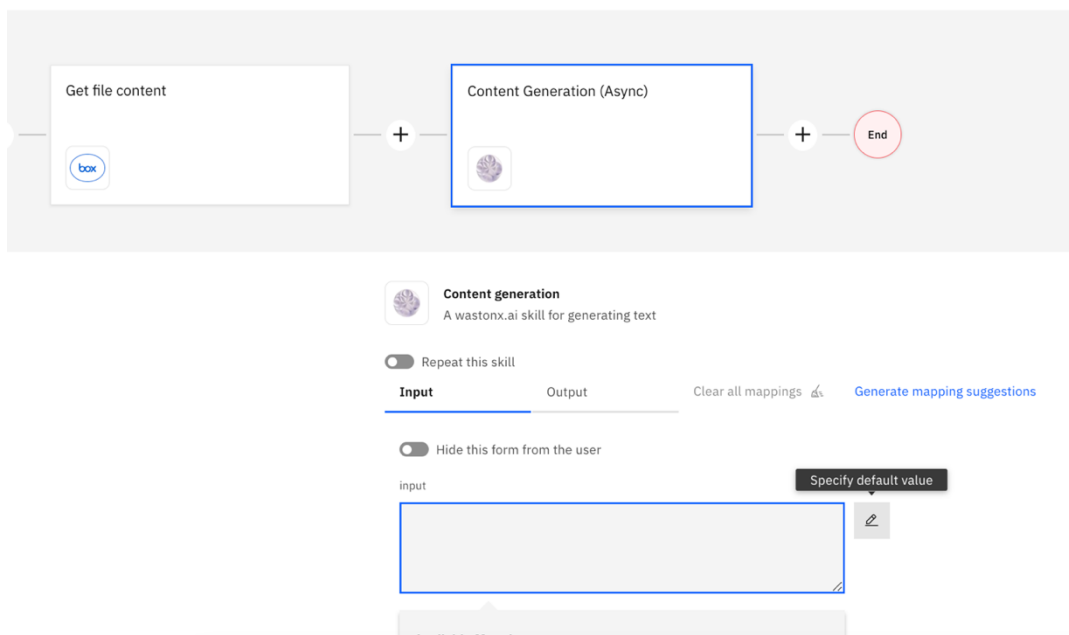 Get file content
Content Generation (Async)
box
End
Content generation
A wastonx.ai skill for generating text
Repeat this skill
Input Output Clear all mappings Generate mapping suggestions
Hide this form from the user
input
Specify default value